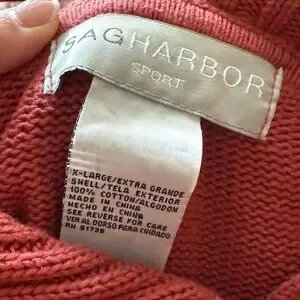 SAG HARBOR
SPORT
X-LARGE/EXTRA GRANDE
SHELL/TELA EXTERIOR
100% COTTON/ALGODON
MADE IN CHINA
HECHO EN CHINA
SEE REVERSE FOR CARE
VER AL DORSO PARA CUIDADO
RN 51735